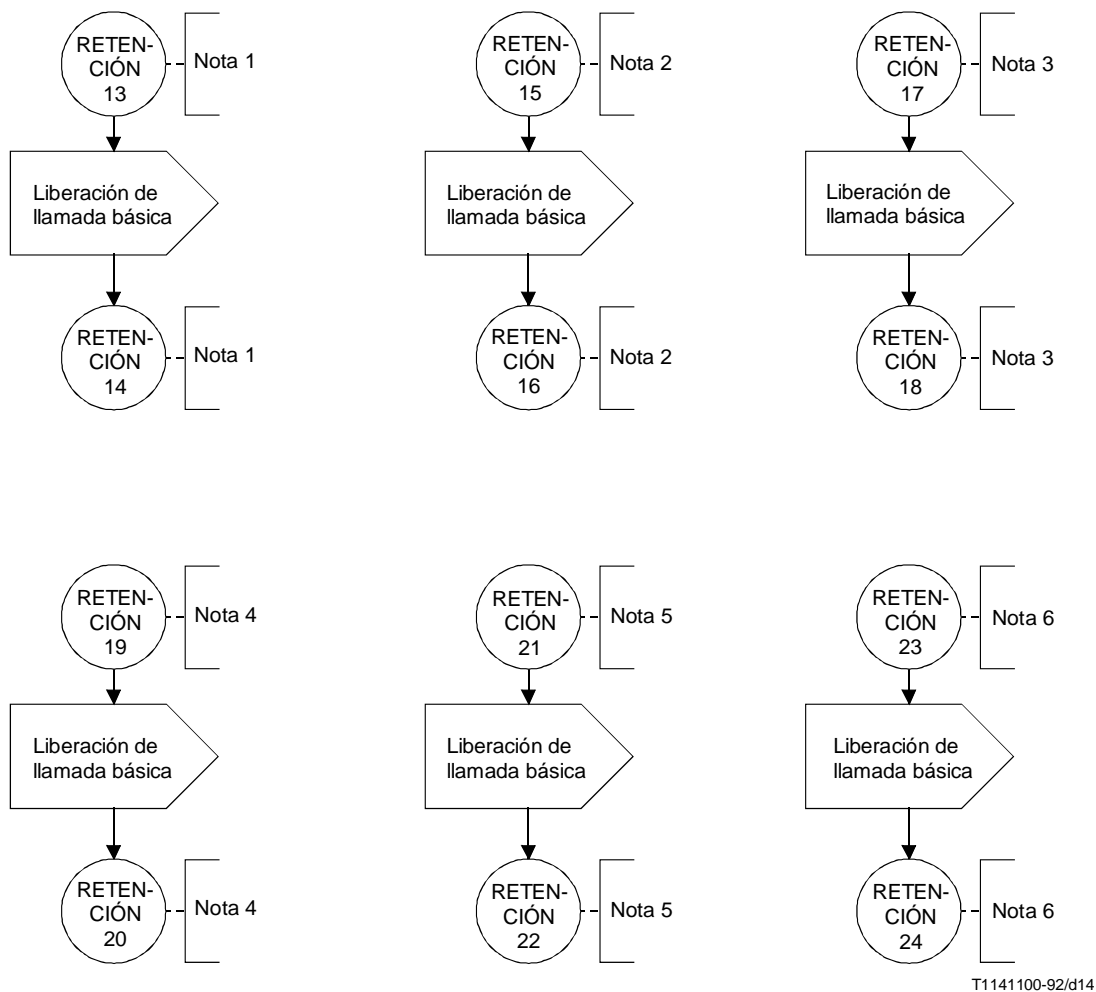 RETEN-
CIÓN
13
Nota 1
Liberación de
llamada básica
RETEN-
CIÓN
14
Nota 1
RETEN-
CIÓN
15
Nota 2
Liberación de
llamada básica
RETEN-
CIÓN
16
Nota 2
RETEN-
CIÓN
17
Nota 3
Liberación de
llamada básica
RETEN-
CIÓN
18
Nota 3
RETEN-
CIÓN
19
Nota 4
Liberación de
llamada básica
RETEN-
CIÓN
20
Nota 4
RETEN-
CIÓN
21
Nota 5
Liberación de
llamada básica
RETEN-
CIÓN
22
Nota 5
RETEN-
CIÓN
23
Nota 6
Liberación de
llamada básica
RETEN-
CIÓN
24
Nota 6
T1141100-92/d14